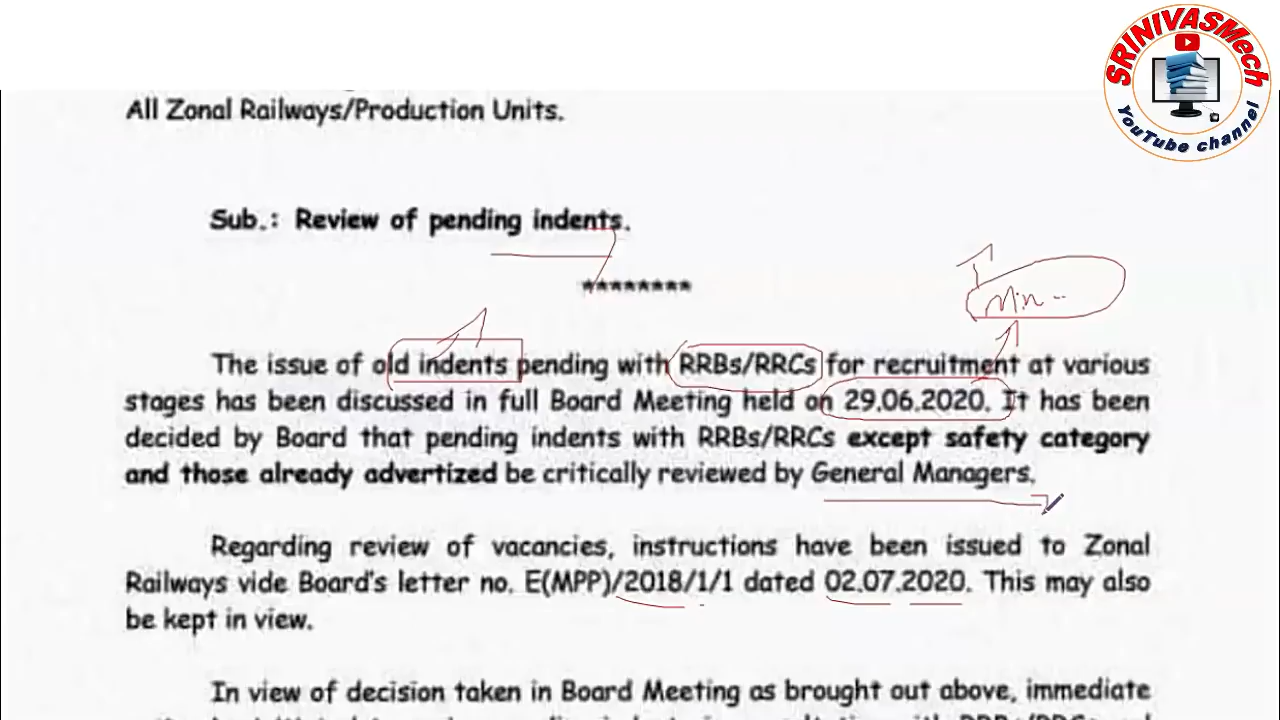 SRINIVASMech
YouTube channel
All Zonal Railways/Production Units.
Sub.: Review of pending indents.
********
Min --
The issue of old indents pending with RRBs/RRCs for recruitment at various
stages has been discussed in full Board Meeting held on 29.06.2020. It has been
decided by Board that pending indents with RRBs/RRCs except safety category
and those already advertized be critically reviewed by General Managers.
Regarding review of vacancies, instructions have been issued to Zonal
Railways vide Board's letter no. E(MPP)/2018/1/1 dated 02.07.2020. This may also
be kept in view.
In view of decision taken in Board Meeting as brought out above, immediate